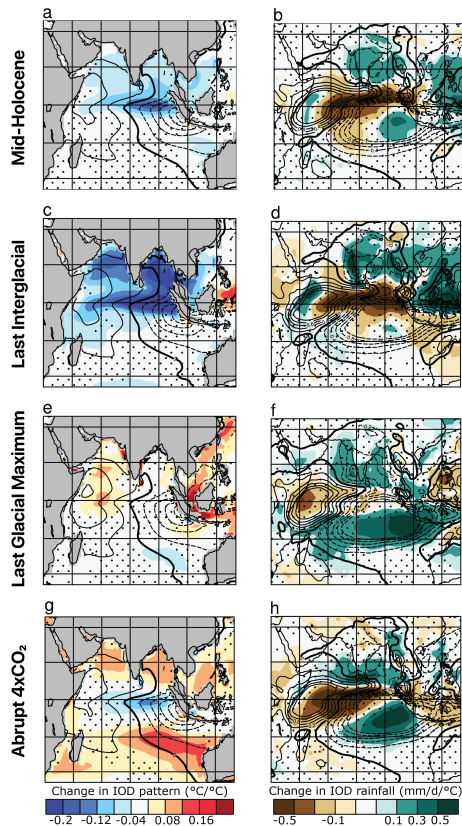 a
b
Mid-Holocene
c
d
Last Interglacial
e
f
Last Glacial Maximum
g
h
Abrupt 4xCO₂
Change in IOD pattern (°C/°C)
-0.2 -0.12 -0.04 0.08 0.16
Change in IOD rainfall (mm/d/°C)
-0.5 -0.1 0.1 0.3 0.5